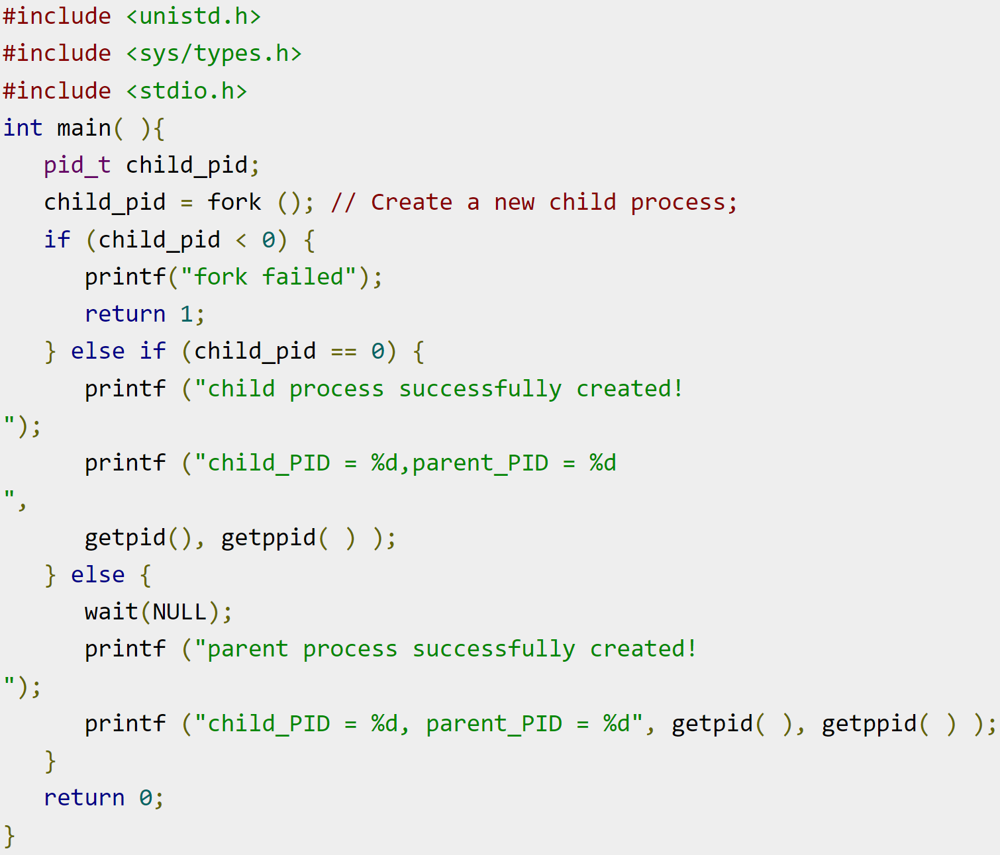 #include <unistd.h>
#include <sys/types.h>
#include <stdio.h>
int main( ){
   pid_t child_pid;
   child_pid = fork (); // Create a new child process;
   if (child_pid < 0) {
      printf("fork failed");
      return 1;
   } else if (child_pid == 0) {
      printf ("child process successfully created!
");
      printf ("child_PID = %d,parent_PID = %d
",
      getpid(), getppid( ) );
   } else {
      wait(NULL);
      printf ("parent process successfully created!
");
      printf ("child_PID = %d, parent_PID = %d", getpid( ), getppid( ) );
   }
   return 0;
}